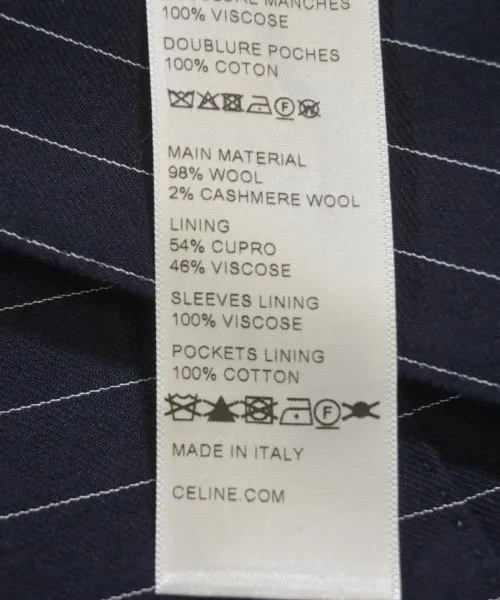 MANCHES
100% VISCOSE
DOUBLURE POCHES
100% COTON
F W
MAIN MATERIAL
98% WOOL
2% CASHMERE WOOL
LINING
54% CUPRO
46% VISCOSE
SLEEVES LINING
100% VISCOSE
POCKETS LINING
100% COTTON
F
MADE IN ITALY
CELINE.COM